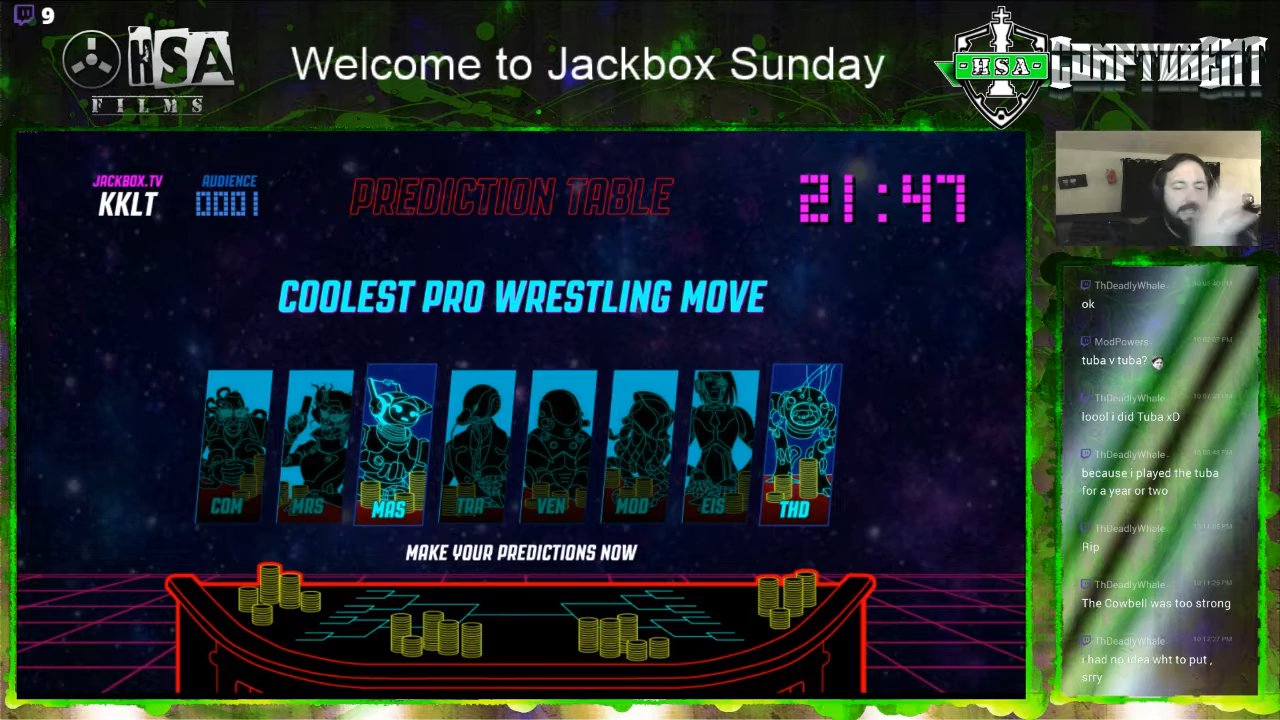 9
HSA
FILMS
Welcome to Jackbox Sunday
-HSA-
COMPTONENT
JACKBOX.TV
KKLT
AUDIENCE
0001
PREDICTION TABLE
21:47
COOLEST PRO WRESTLING MOVE
COM
MAS
MAS
TRA
VEN
MOD
EIS
THD
MAKE YOUR PREDICTIONS NOW
ThDeadlyWhale
ok
ModPowers
tuba v tuba?
ThDeadlyWhale
loool i did Tuba xD
ThDeadlyWhale
because i played the tuba
for a year or two
ThDeadlyWhale
Rip
ThDeadlyWhale
The Cowbell was too strong
ThDeadlyWhale
i had no idea wht to put ,
srry